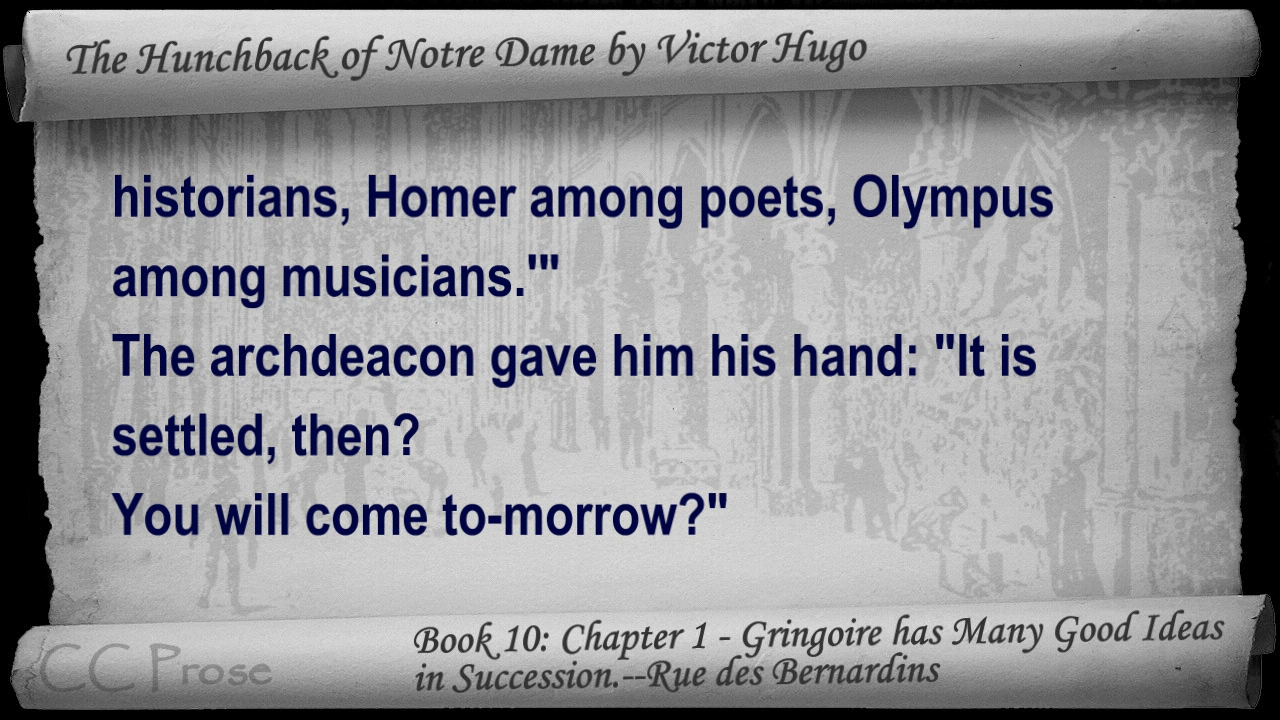 The Hunchback of Notre Dame by Victor Hugo
historians, Homer among poets, Olympus
among musicians.'"
The archdeacon gave him his hand: "It is
settled, then?
You will come to-morrow?"
Book 10: Chapter 1 - Gringoire has Many Good Ideas
in Succession.--Rue des Bernardins
CC Prose